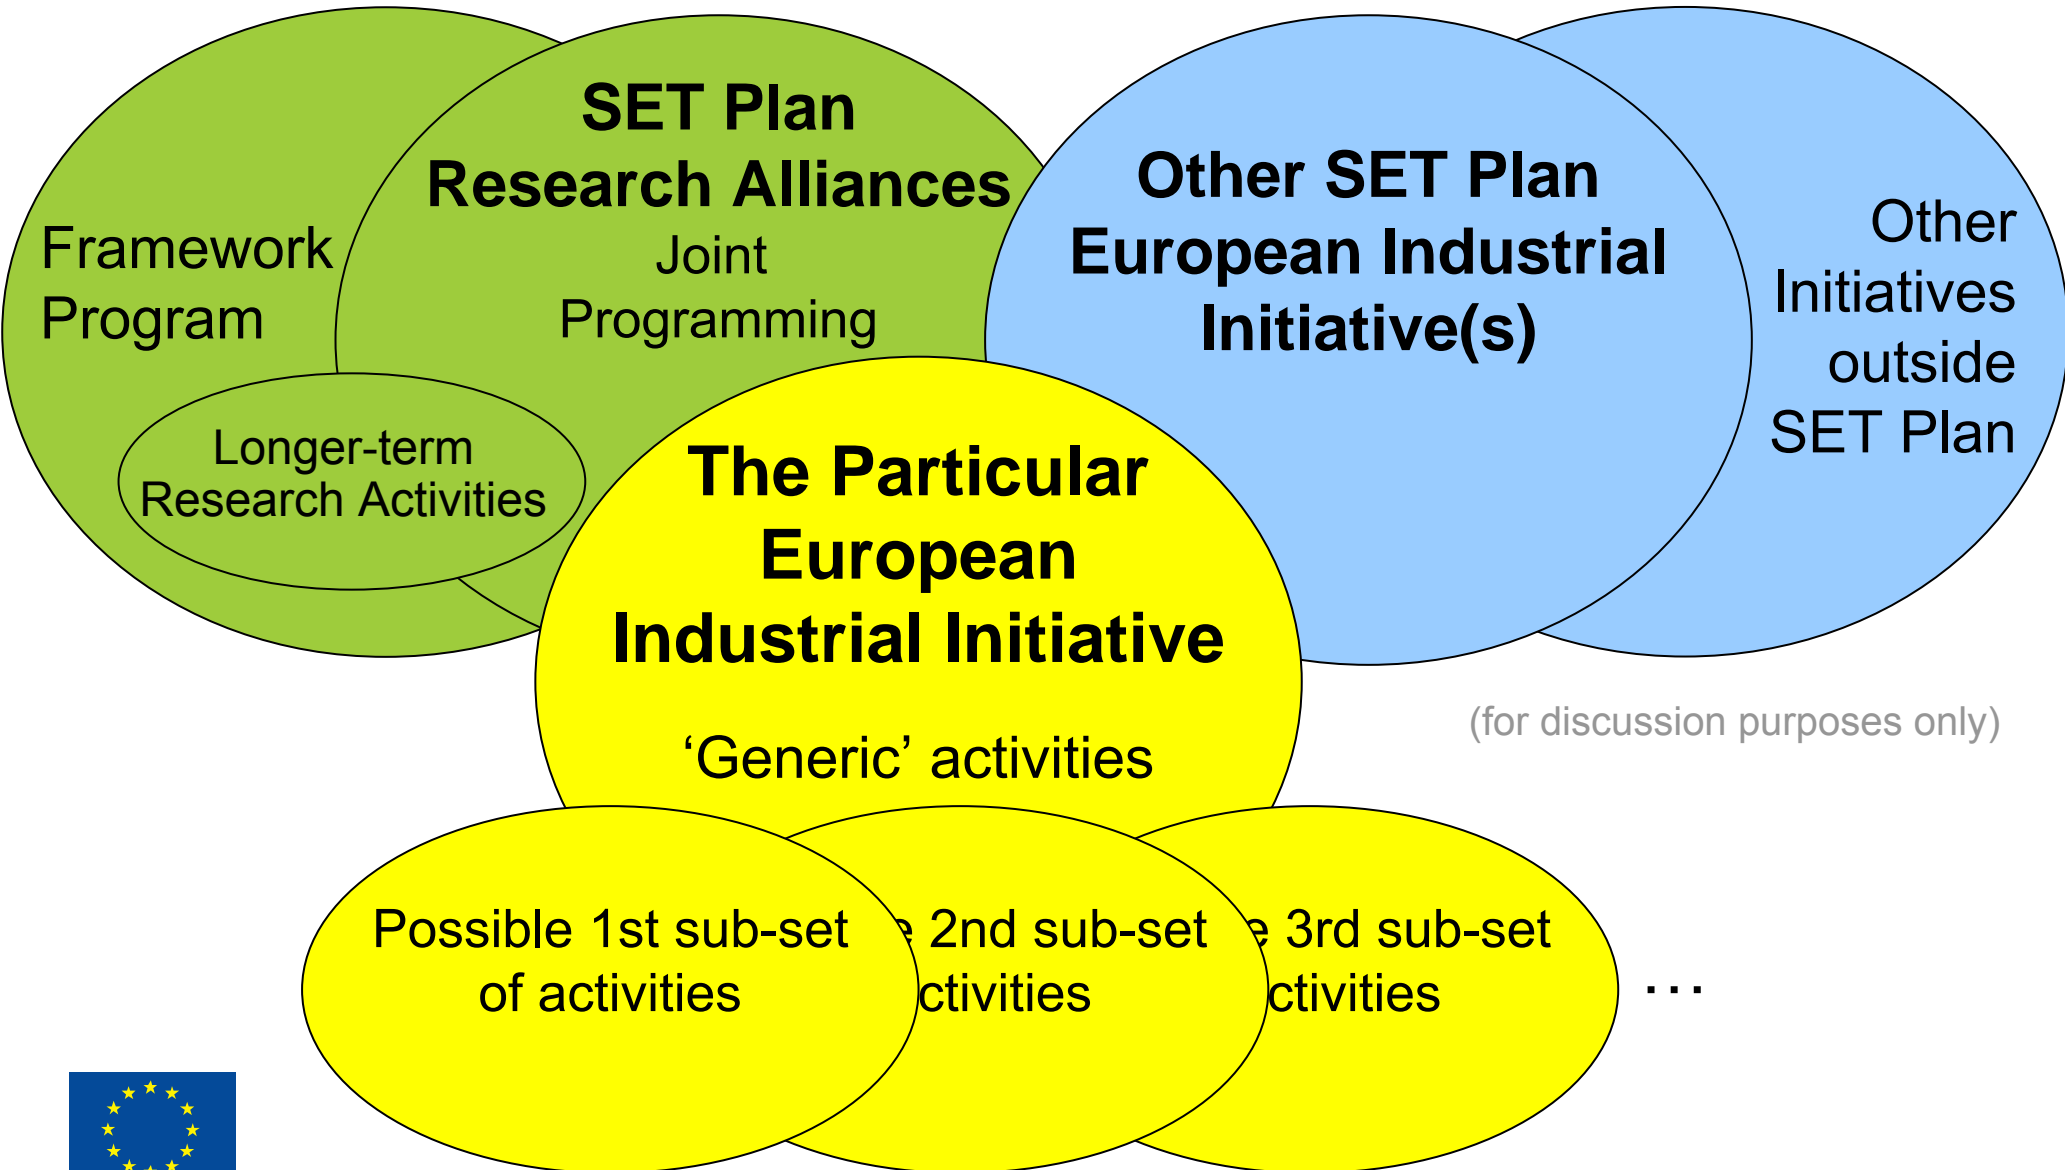 SET Plan
Research Alliances
Joint
Programming
Framework
Program
Longer-term
Research Activities
Other SET Plan
European Industrial
Initiative(s)
Other
Initiatives
outside
SET Plan
The Particular
European
Industrial Initiative
‘Generic’ activities
(for discussion purposes only)
Possible 1st sub-set
of activities
2nd sub-set
ctivities
3rd sub-set
ctivities
…